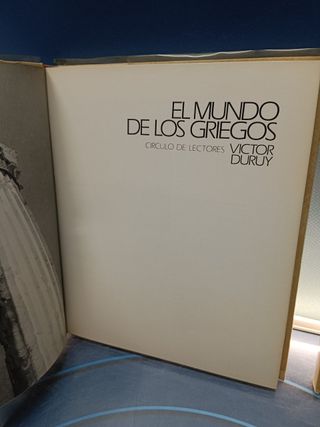 EL MUNDO
DE LOS GRIEGOS
CIRCULO DE LECTORES VICTOR
DURUY